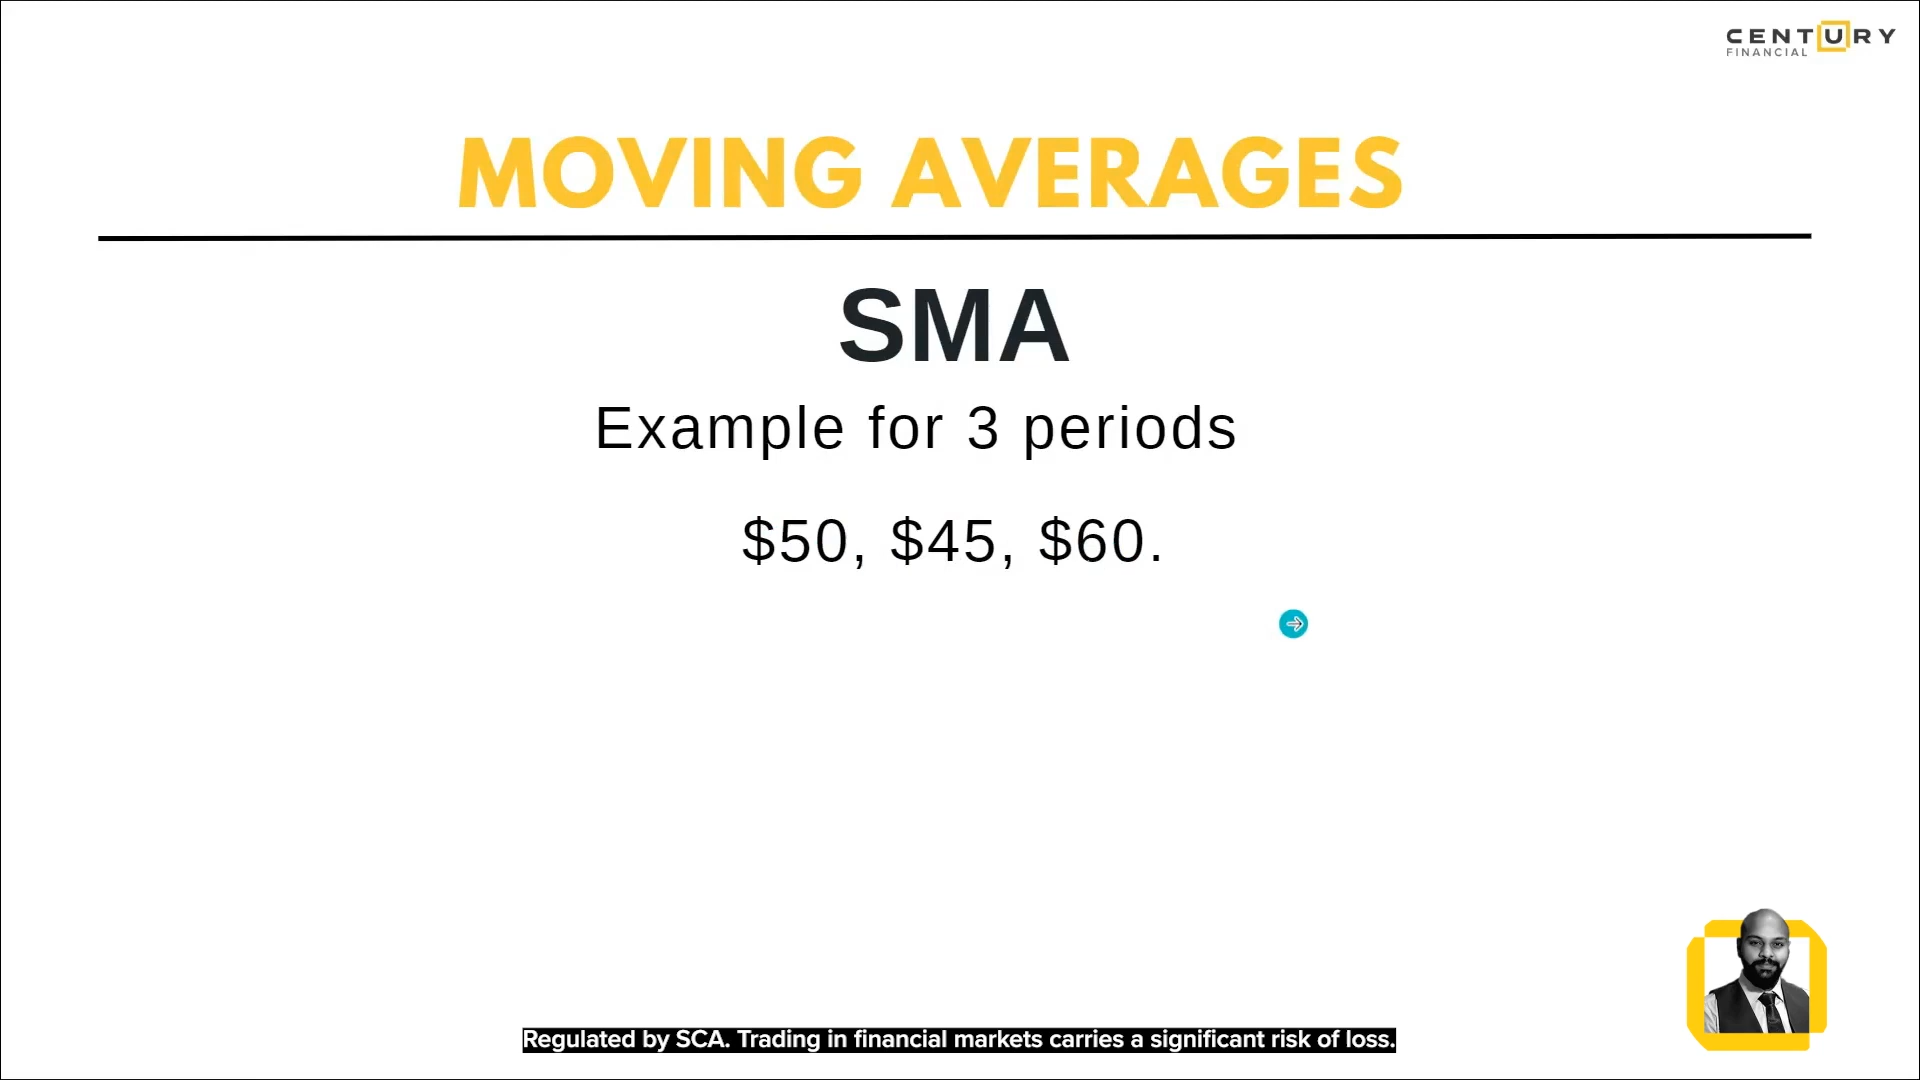 CENTURY
FINANCIAL
MOVING AVERAGES
SMA
Example for 3 periods
$50, $45, $60.
Regulated by SCA. Trading in financial markets carries a significant risk of loss.